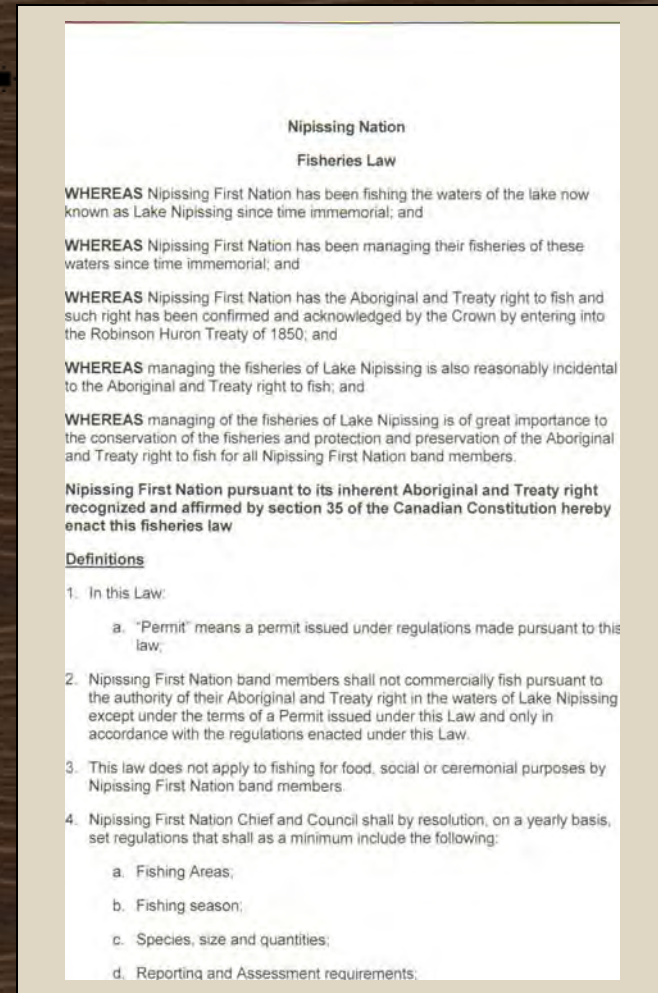 Nipissing Nation
Fisheries Law
WHEREAS Nipissing First Nation has been fishing the waters of the lake now
known as Lake Nipissing since time immemorial; and
WHEREAS Nipissing First Nation has been managing their fisheries of these
waters since time immemorial; and
WHEREAS Nipissing First Nation has the Aboriginal and Treaty right to fish and
such right has been confirmed and acknowledged by the Crown by entering into
the Robinson Huron Treaty of 1850; and
WHEREAS managing the fisheries of Lake Nipissing is also reasonably incidental
to the Aboriginal and Treaty right to fish; and
WHEREAS managing of the fisheries of Lake Nipissing is of great importance to
the conservation of the fisheries and protection and preservation of the Aboriginal
and Treaty right to fish for all Nipissing First Nation band members.
Nipissing First Nation pursuant to its inherent Aboriginal and Treaty right
recognized and affirmed by section 35 of the Canadian Constitution hereby
enact this fisheries law
Definitions
1. In this Law:
a. "Permit" means a permit issued under regulations made pursuant to this
law;
2. Nipissing First Nation band members shall not commercially fish pursuant to
the authority of their Aboriginal and Treaty right in the waters of Lake Nipissing
except under the terms of a Permit issued under this Law and only in
accordance with the regulations enacted under this Law.
3. This law does not apply to fishing for food, social or ceremonial purposes by
Nipissing First Nation band members.
4. Nipissing First Nation Chief and Council shall by resolution, on a yearly basis,
set regulations that shall as a minimum include the following:
a. Fishing Areas;
b. Fishing season;
c. Species, size and quantities;
d. Reporting and Assessment requirements;